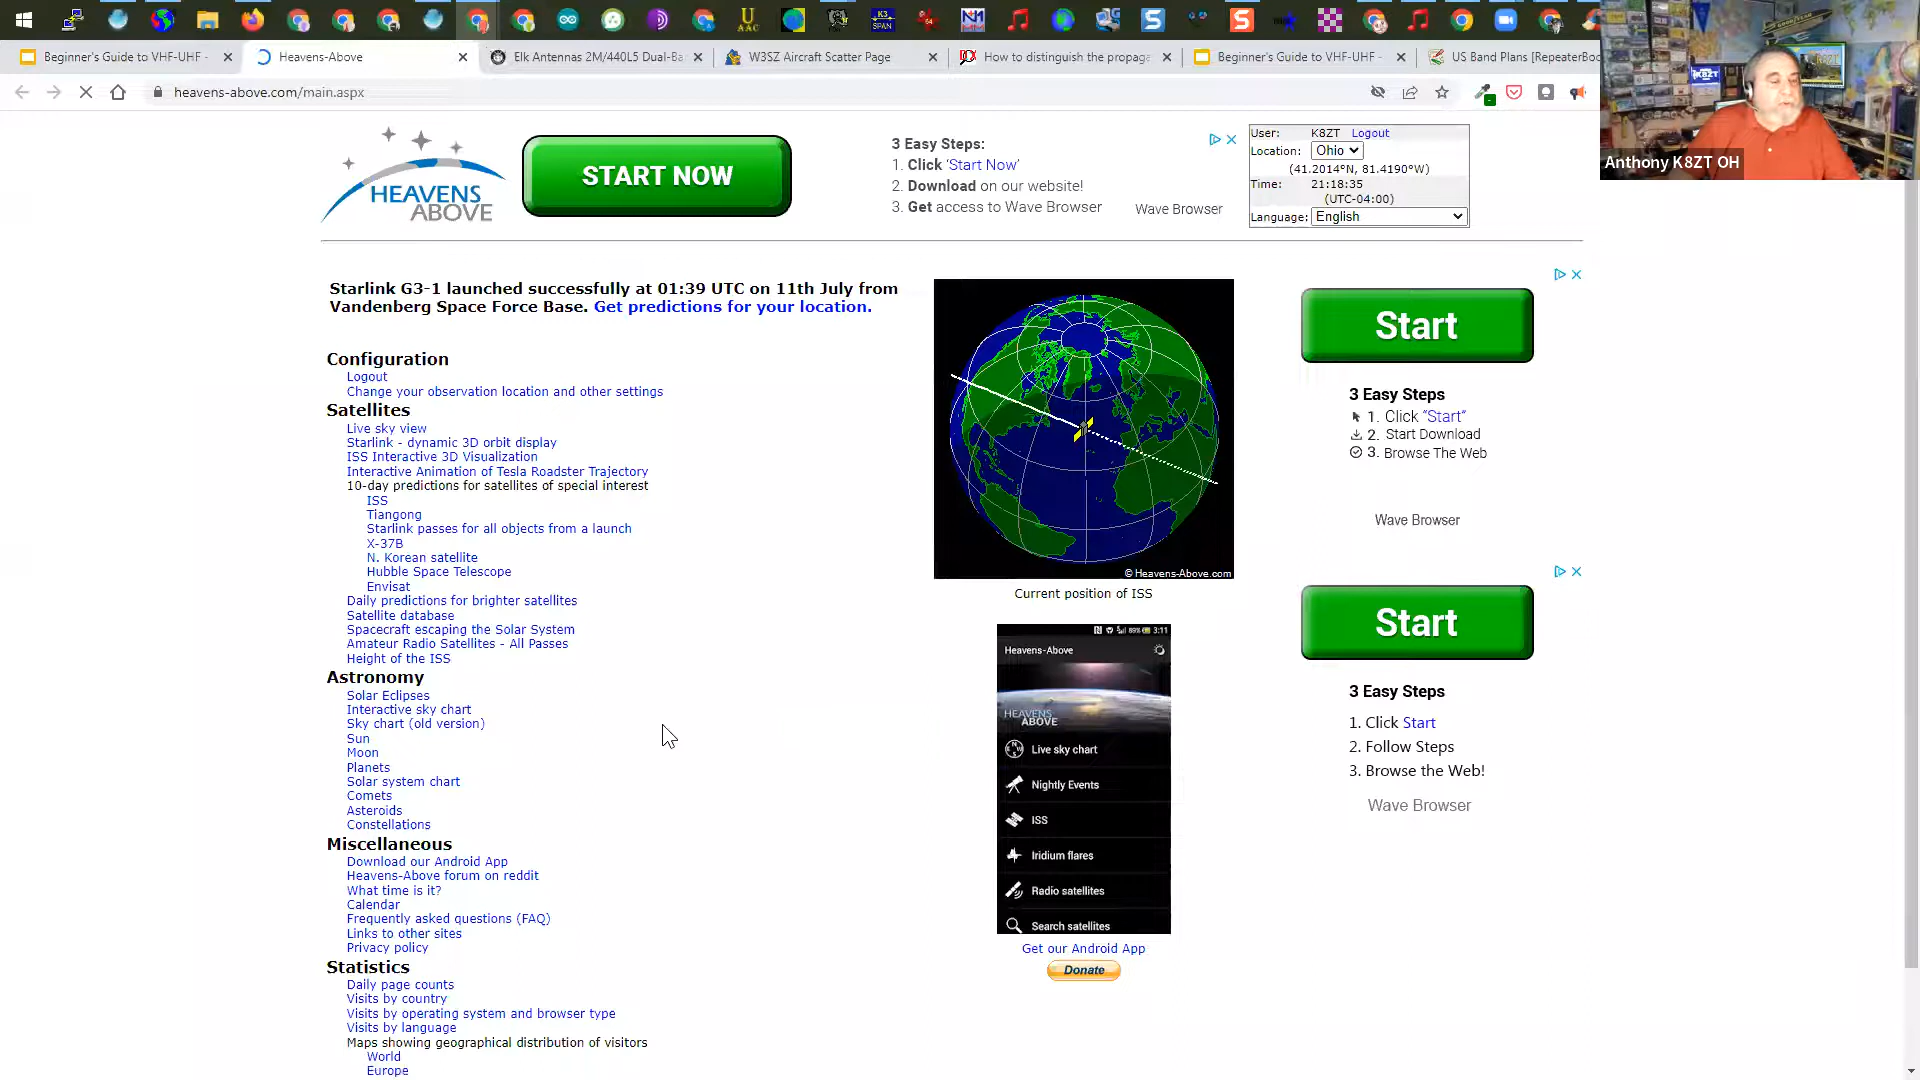 Beginner's Guide to VHF-UHF -
Heavens-Above
Elk Antennas 2M/440L5 Dual-Ba
W3SZ Aircraft Scatter Page
How to distinguish the propaga
Beginner's Guide to VHF-UHF -
US Band Plans [RepeaterBoo
heavens-above.com/main.aspx
Anthony K8ZT OH
HEAVENS
ABOVE
START NOW
3 Easy Steps:
1. Click 'Start Now'
2. Download on our website!
3. Get access to Wave Browser
Wave Browser
User: K8ZT Logout
Location: Ohio
(41.2014°N, 81.4190°W)
Time: 21:18:35
(UTC-04:00)
Language: English
Starlink G3-1 launched successfully at 01:39 UTC on 11th July from
Vandenberg Space Force Base. Get predictions for your location.
Configuration
Logout
Change your observation location and other settings
Satellites
Live sky view
Starlink - dynamic 3D orbit display
ISS Interactive 3D Visualization
Interactive Animation of Tesla Roadster Trajectory
10-day predictions for satellites of special interest
ISS
Tiangong
Starlink passes for all objects from a launch
X-37B
N. Korean satellite
Hubble Space Telescope
Envisat
Daily predictions for brighter satellites
Satellite database
Spacecraft escaping the Solar System
Amateur Radio Satellites - All Passes
Height of the ISS
Astronomy
Solar Eclipses
Interactive sky chart
Sky chart (old version)
Sun
Moon
Planets
Solar system chart
Comets
Asteroids
Constellations
Miscellaneous
Download our Android App
Heavens-Above forum on reddit
What time is it?
Calendar
Frequently asked questions (FAQ)
Links to other sites
Privacy policy
Statistics
Daily page counts
Visits by country
Visits by operating system and browser type
Visits by language
Maps showing geographical distribution of visitors
World
Europe
© Heavens-Above.com
Current position of ISS
89% 3:11
Heavens-Above
HEAVENS
ABOVE
Live sky chart
Nightly Events
ISS
Iridium flares
Radio satellites
Search satellites
Get our Android App
Donate
Start
3 Easy Steps
1. Click "Start"
2. Start Download
3. Browse The Web
Wave Browser
Start
3 Easy Steps
1. Click Start
2. Follow Steps
3. Browse the Web!
Wave Browser